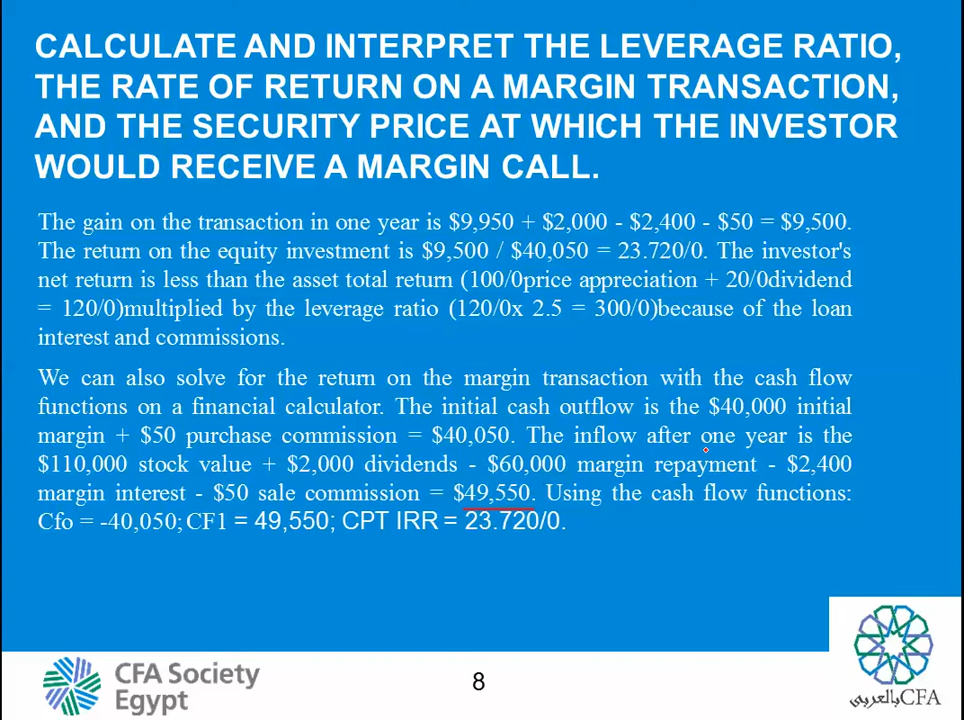 CALCULATE AND INTERPRET THE LEVERAGE RATIO,
THE RATE OF RETURN ON A MARGIN TRANSACTION,
AND THE SECURITY PRICE AT WHICH THE INVESTOR
WOULD RECEIVE A MARGIN CALL.
The gain on the transaction in one year is $9,950 + $2,000 - $2,400 - $50 = $9,500.
The return on the equity investment is $9,500 / $40,050 = 23.720/0. The investor's
net return is less than the asset total return (100/0price appreciation + 20/0dividend
= 120/0)multiplied by the leverage ratio (120/0x 2.5 = 300/0)because of the loan
interest and commissions.
We can also solve for the return on the margin transaction with the cash flow
functions on a financial calculator. The initial cash outflow is the $40,000 initial
margin + $50 purchase commission = $40,050. The inflow after one year is the
$110,000 stock value + $2,000 dividends - $60,000 margin repayment - $2,400
margin interest - $50 sale commission = $49,550. Using the cash flow functions:
Cfo = -40,050; CF1 = 49,550; CPT IRR = 23.720/0.
CFA Society
Egypt
8
CFA بالعربي